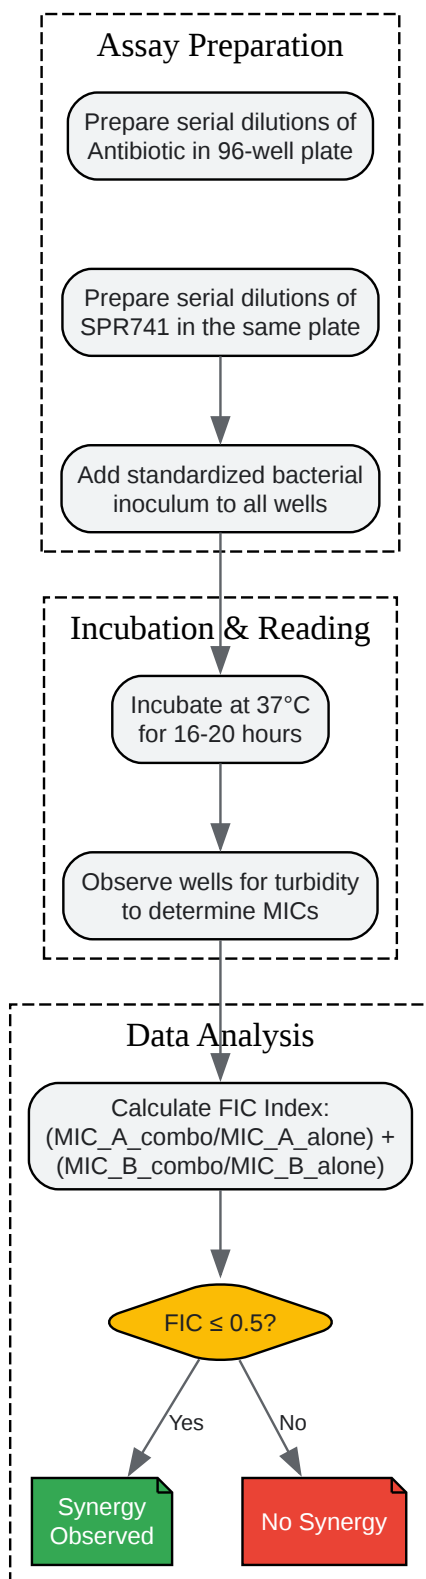 Assay Preparation
Prepare serial dilutions of
Antibiotic in 96-well plate
Prepare serial dilutions of
SPR741 in the same plate
Add standardized bacterial
inoculum to all wells
Incubation & Reading
Incubate at 37°C
for 16-20 hours
Observe wells for turbidity
to determine MICs
Data Analysis
Calculate FIC Index:
(MIC_A_combo/MIC_A_alone) +
(MIC_B_combo/MIC_B_alone)
FIC ≤ 0.5?
Yes
No
Synergy
Observed
No Synergy